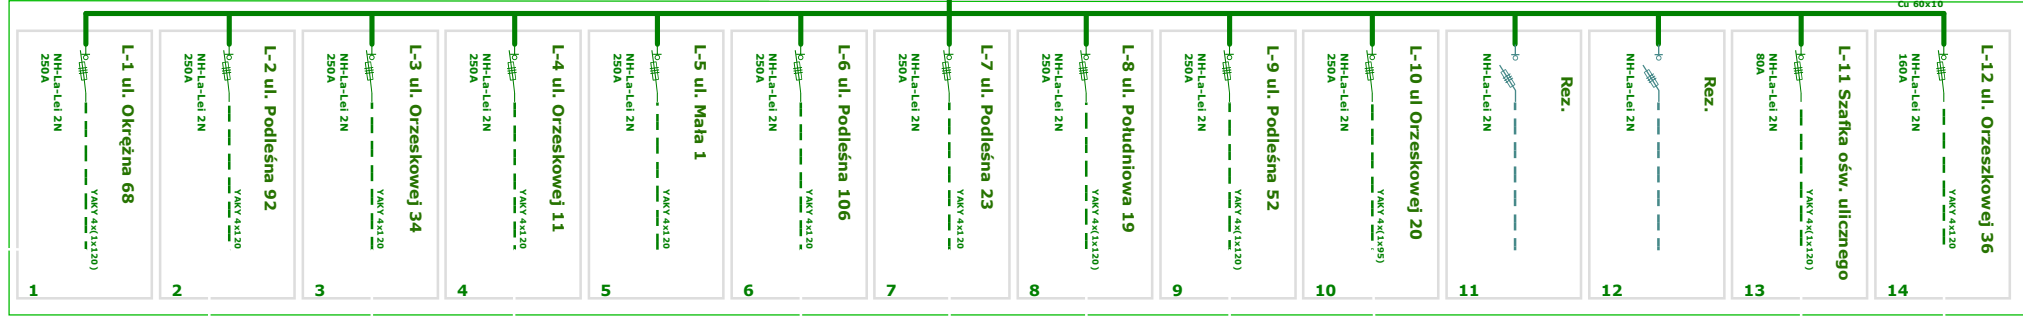 Cu 60x10
L-1 ul. Okrężna 68
NH-La-Lei 2N
250A
YAKY 4x(1x120)
1
L-2 ul. Podleśna 92
NH-La-Lei 2N
250A
YAKY 4x120
2
L-3 ul. Orzeskowej 34
NH-La-Lei 2N
250A
YAKY 4x120
3
L-4 ul. Orzeskowej 11
NH-La-Lei 2N
250A
YAKY 4x120
4
L-5 ul. Mała 1
NH-La-Lei 2N
250A
5
L-6 ul. Podleśna 106
NH-La-Lei 2N
250A
YAKY 4x120
6
L-7 ul. Podleśna 23
NH-La-Lei 2N
250A
YAKY 4x120
7
L-8 ul. Południowa 19
NH-La-Lei 2N
250A
YAKY 4x(1x120)
8
L-9 ul. Podleśna 52
NH-La-Lei 2N
250A
YAKY 4x(1x120)
9
L-10 ul Orzeskowej 20
NH-La-Lei 2N
250A
YAKY 4x(1x95)
10
Rez.
NH-La-Lei 2N
11
Rez.
NH-La-Lei 2N
12
L-11 Szafka ośw. ulicznego
NH-La-Lei 2N
80A
YAKY 4x(1x120)
13
L-12 ul. Orzeszkowej 36
NH-La-Lei 2N
160A
YAKY 4x120
14